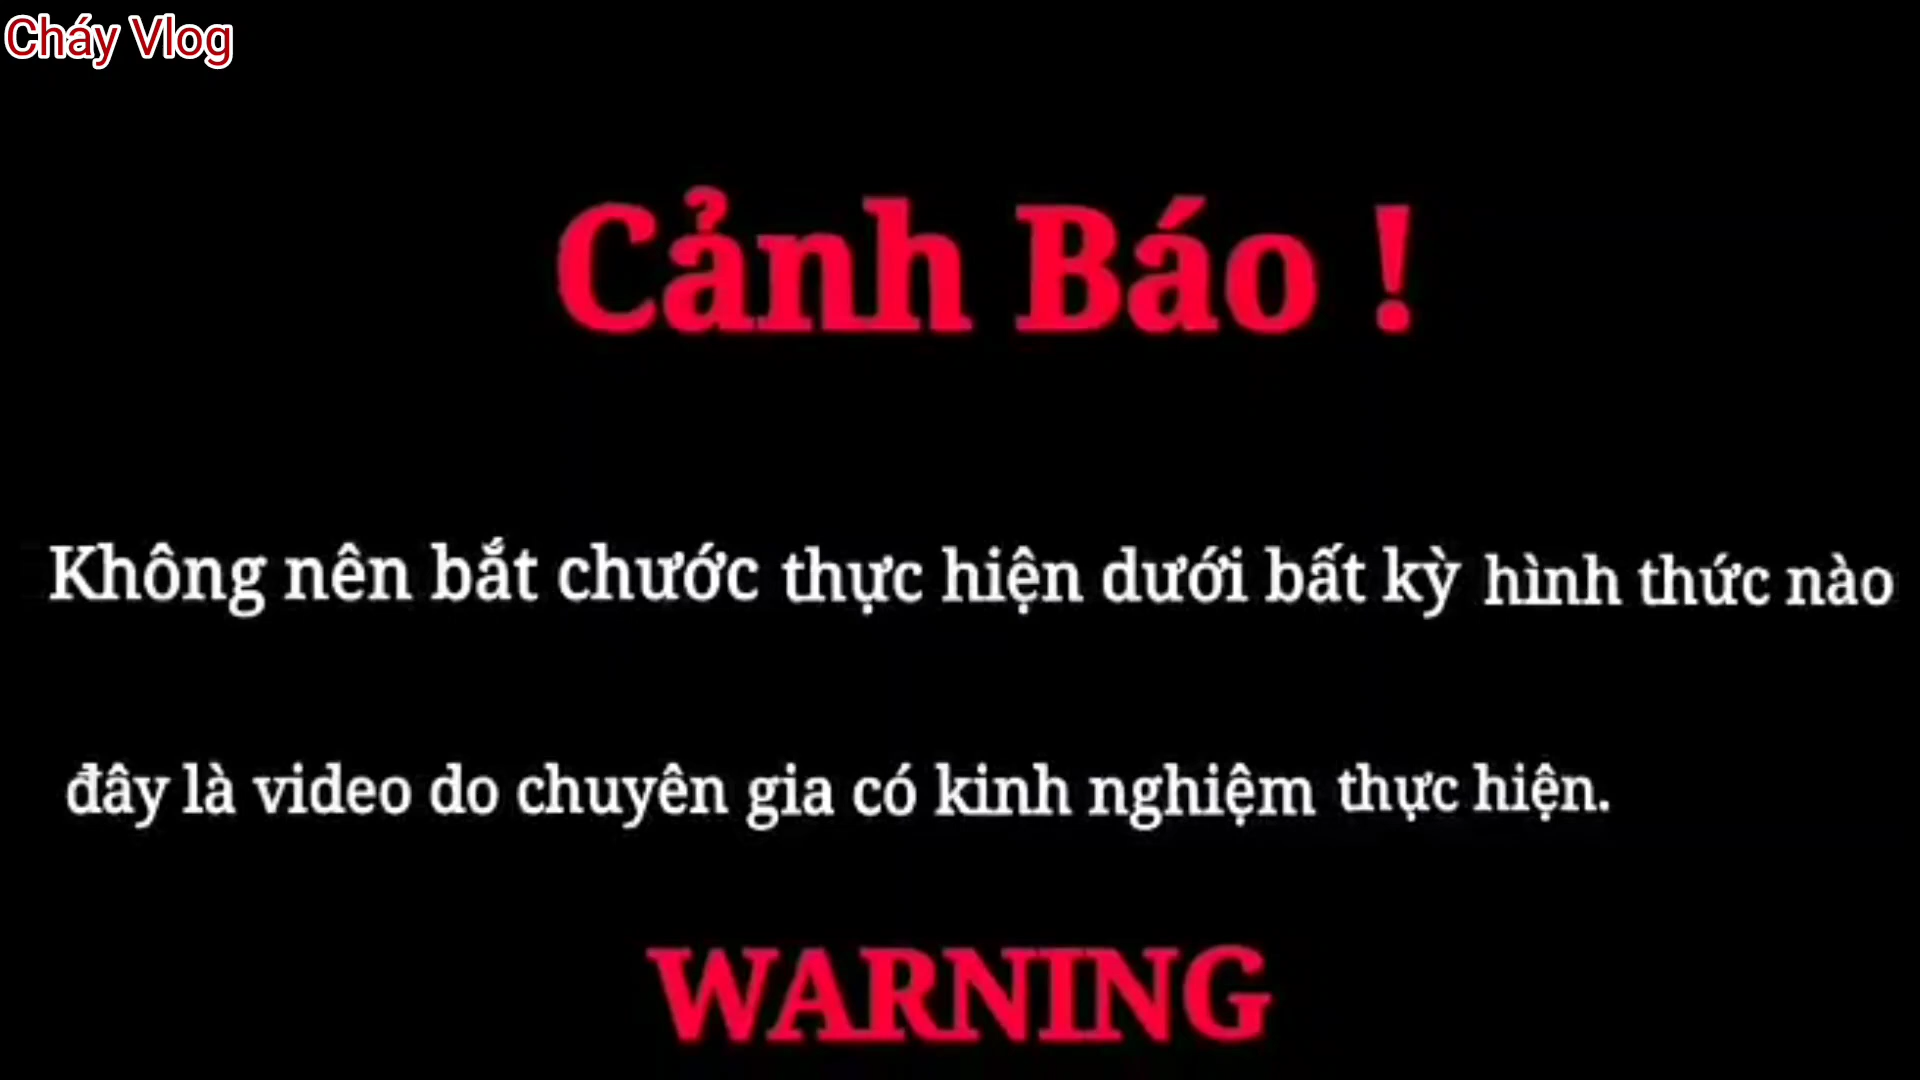 Cháy Vlog
Cảnh Báo !
Không nên bắt chước thực hiện dưới bất kỳ hình thức nào
đây là video do chuyên gia có kinh nghiệm thực hiện.
WARNING